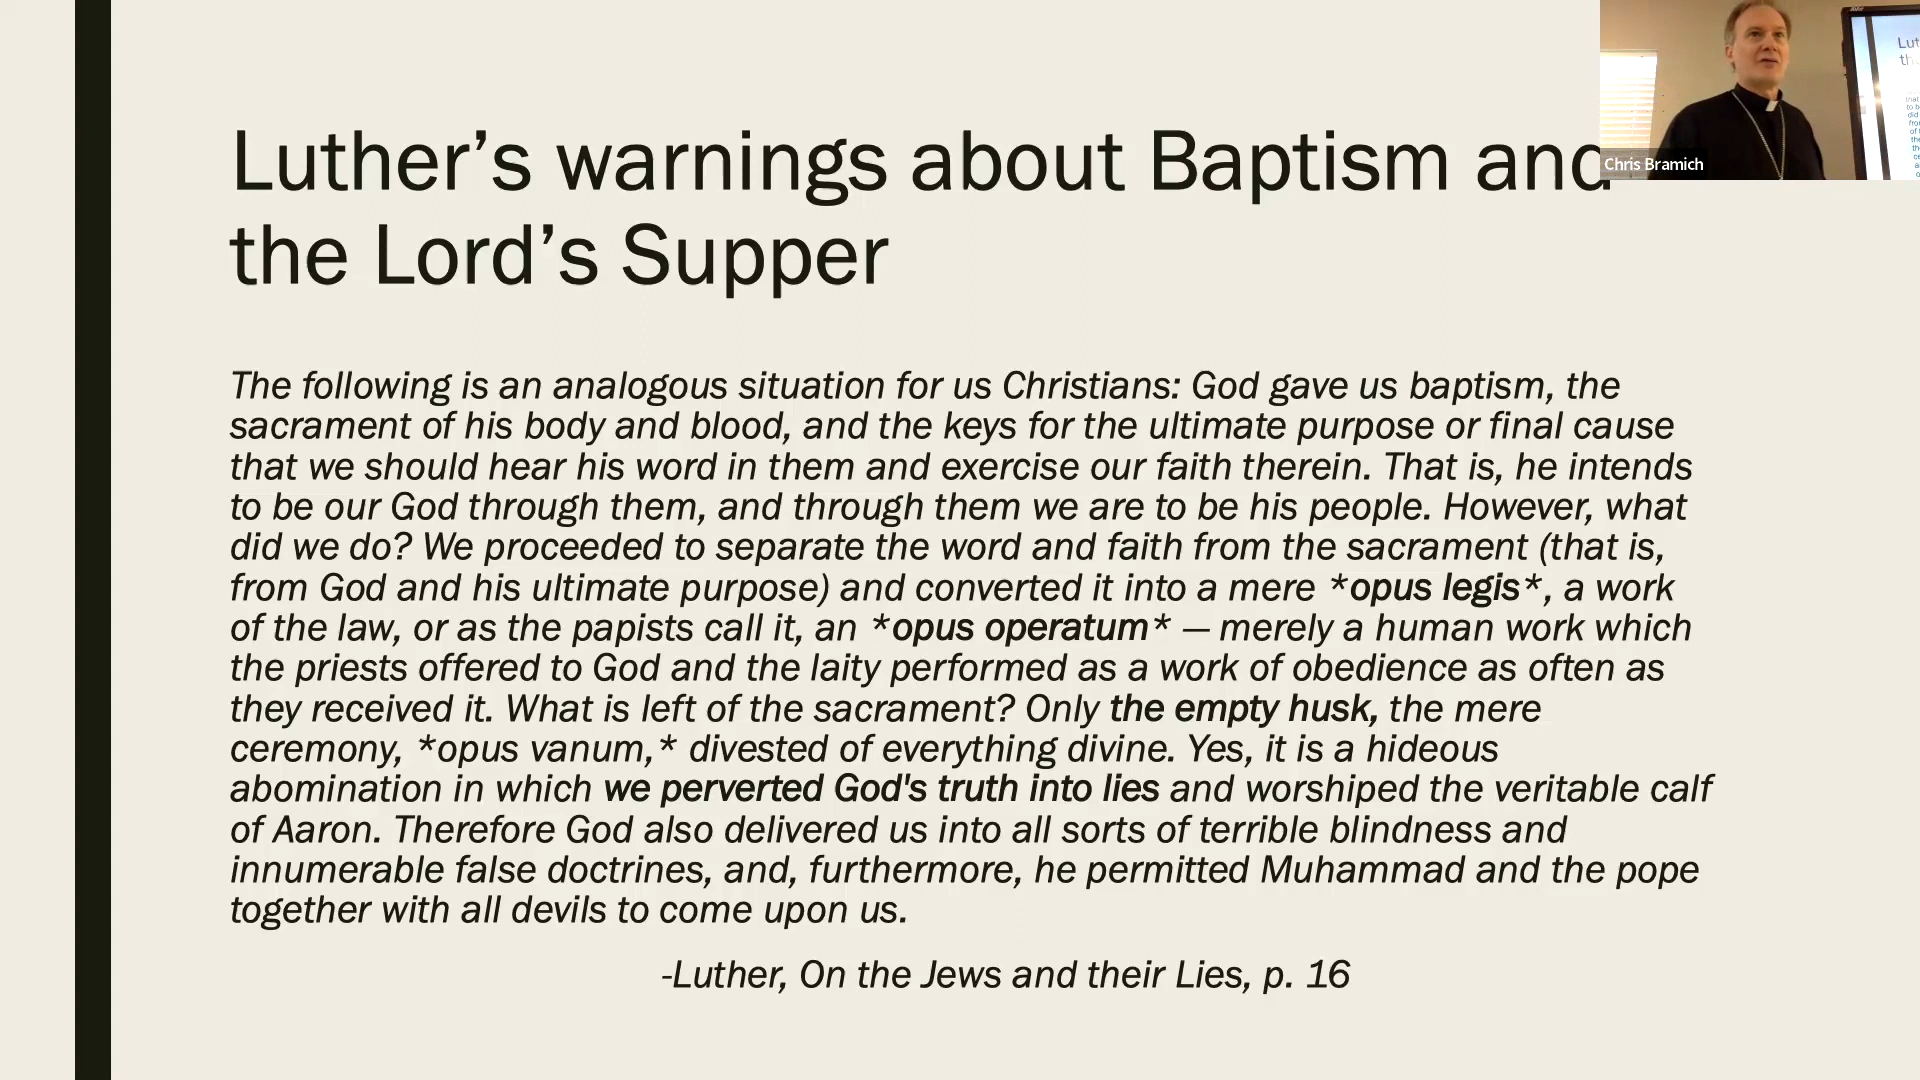 Luther’s warnings about Baptism and
the Lord’s Supper
Chris Bramich
The following is an analogous situation for us Christians: God gave us baptism, the
sacrament of his body and blood, and the keys for the ultimate purpose or final cause
that we should hear his word in them and exercise our faith therein. That is, he intends
to be our God through them, and through them we are to be his people. However, what
did we do? We proceeded to separate the word and faith from the sacrament (that is,
from God and his ultimate purpose) and converted it into a mere *opus legis*, a work
of the law, or as the papists call it, an *opus operatum* — merely a human work which
the priests offered to God and the laity performed as a work of obedience as often as
they received it. What is left of the sacrament? Only the empty husk, the mere
ceremony, *opus vanum,* divested of everything divine. Yes, it is a hideous
abomination in which we perverted God's truth into lies and worshiped the veritable calf
of Aaron. Therefore God also delivered us into all sorts of terrible blindness and
innumerable false doctrines, and, furthermore, he permitted Muhammad and the pope
together with all devils to come upon us.
-Luther, On the Jews and their Lies, p. 16